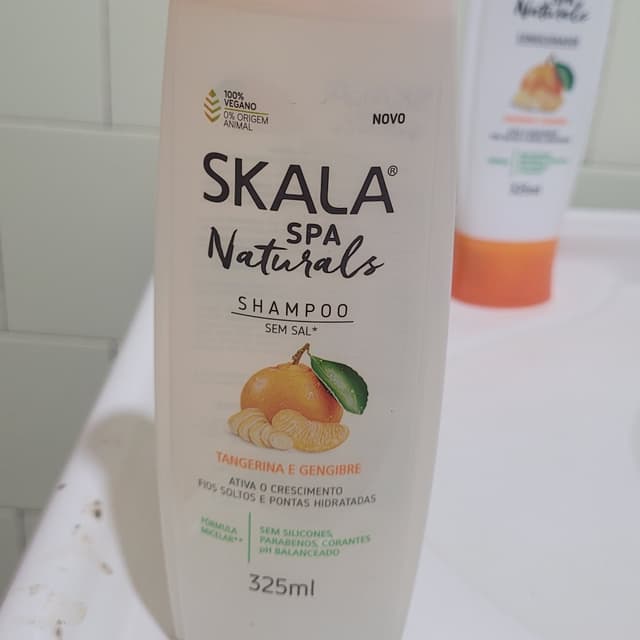 100%
VEGANO
0% ORIGEM
ANIMAL
NOVO
SKALA®
SPA
Naturals
SHAMPOO
SEM SAL*
TANGERINA E GENGIBRE
ATIVA O CRESCIMENTO
FIOS SOLTOS E PONTAS HIDRATADAS
FÓRMULA
MICELAR**
SEM SILICONES,
PARABENOS, CORANTES
pH BALANCEADO
325ml
Naturals